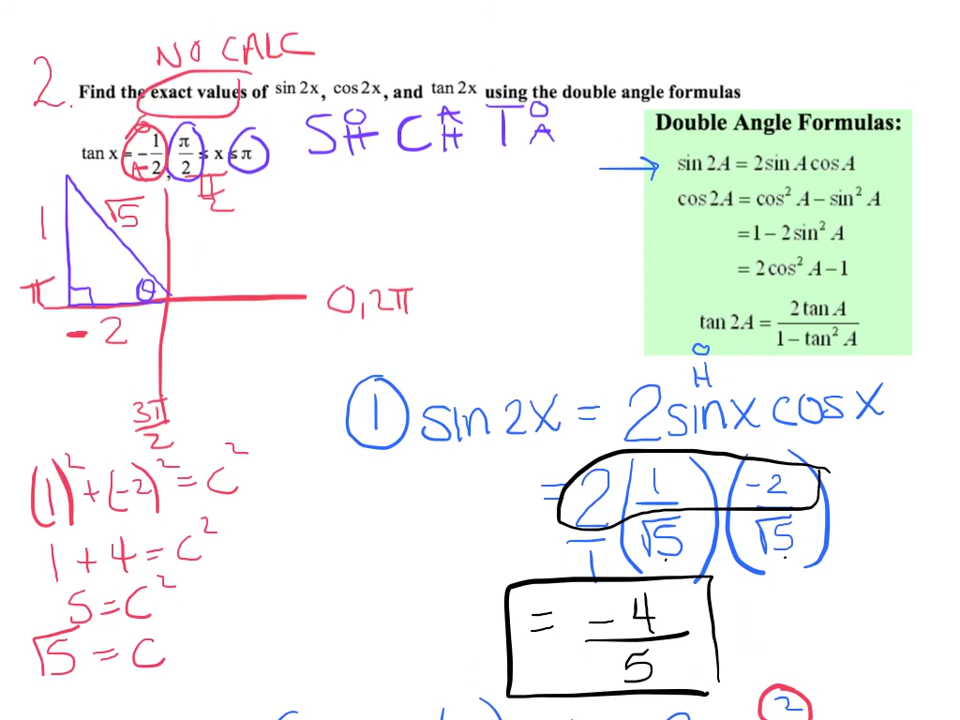 NO CALC
2.
Find the exact values of sin 2x, cos 2x, and tan 2x using the double angle formulas
tan x = -1/2, π/2 ≤ x ≤ π
S O/H C A/H T O/A
Double Angle Formulas:
sin 2A = 2 sin A cos A
cos 2A = cos² A − sin² A
= 1 − 2 sin² A
= 2 cos² A − 1
tan 2A = 2 tan A / 1 − tan² A
π/2
1
√5
θ
π
-2
0, 2π
3π/2
(1)² + (-2)² = C²
1 + 4 = C²
5 = C²
√5 = C
O
H
① sin 2x = 2 sin x cos x
= 2/1 (1/√5) (-2/√5)
= -4/5
2